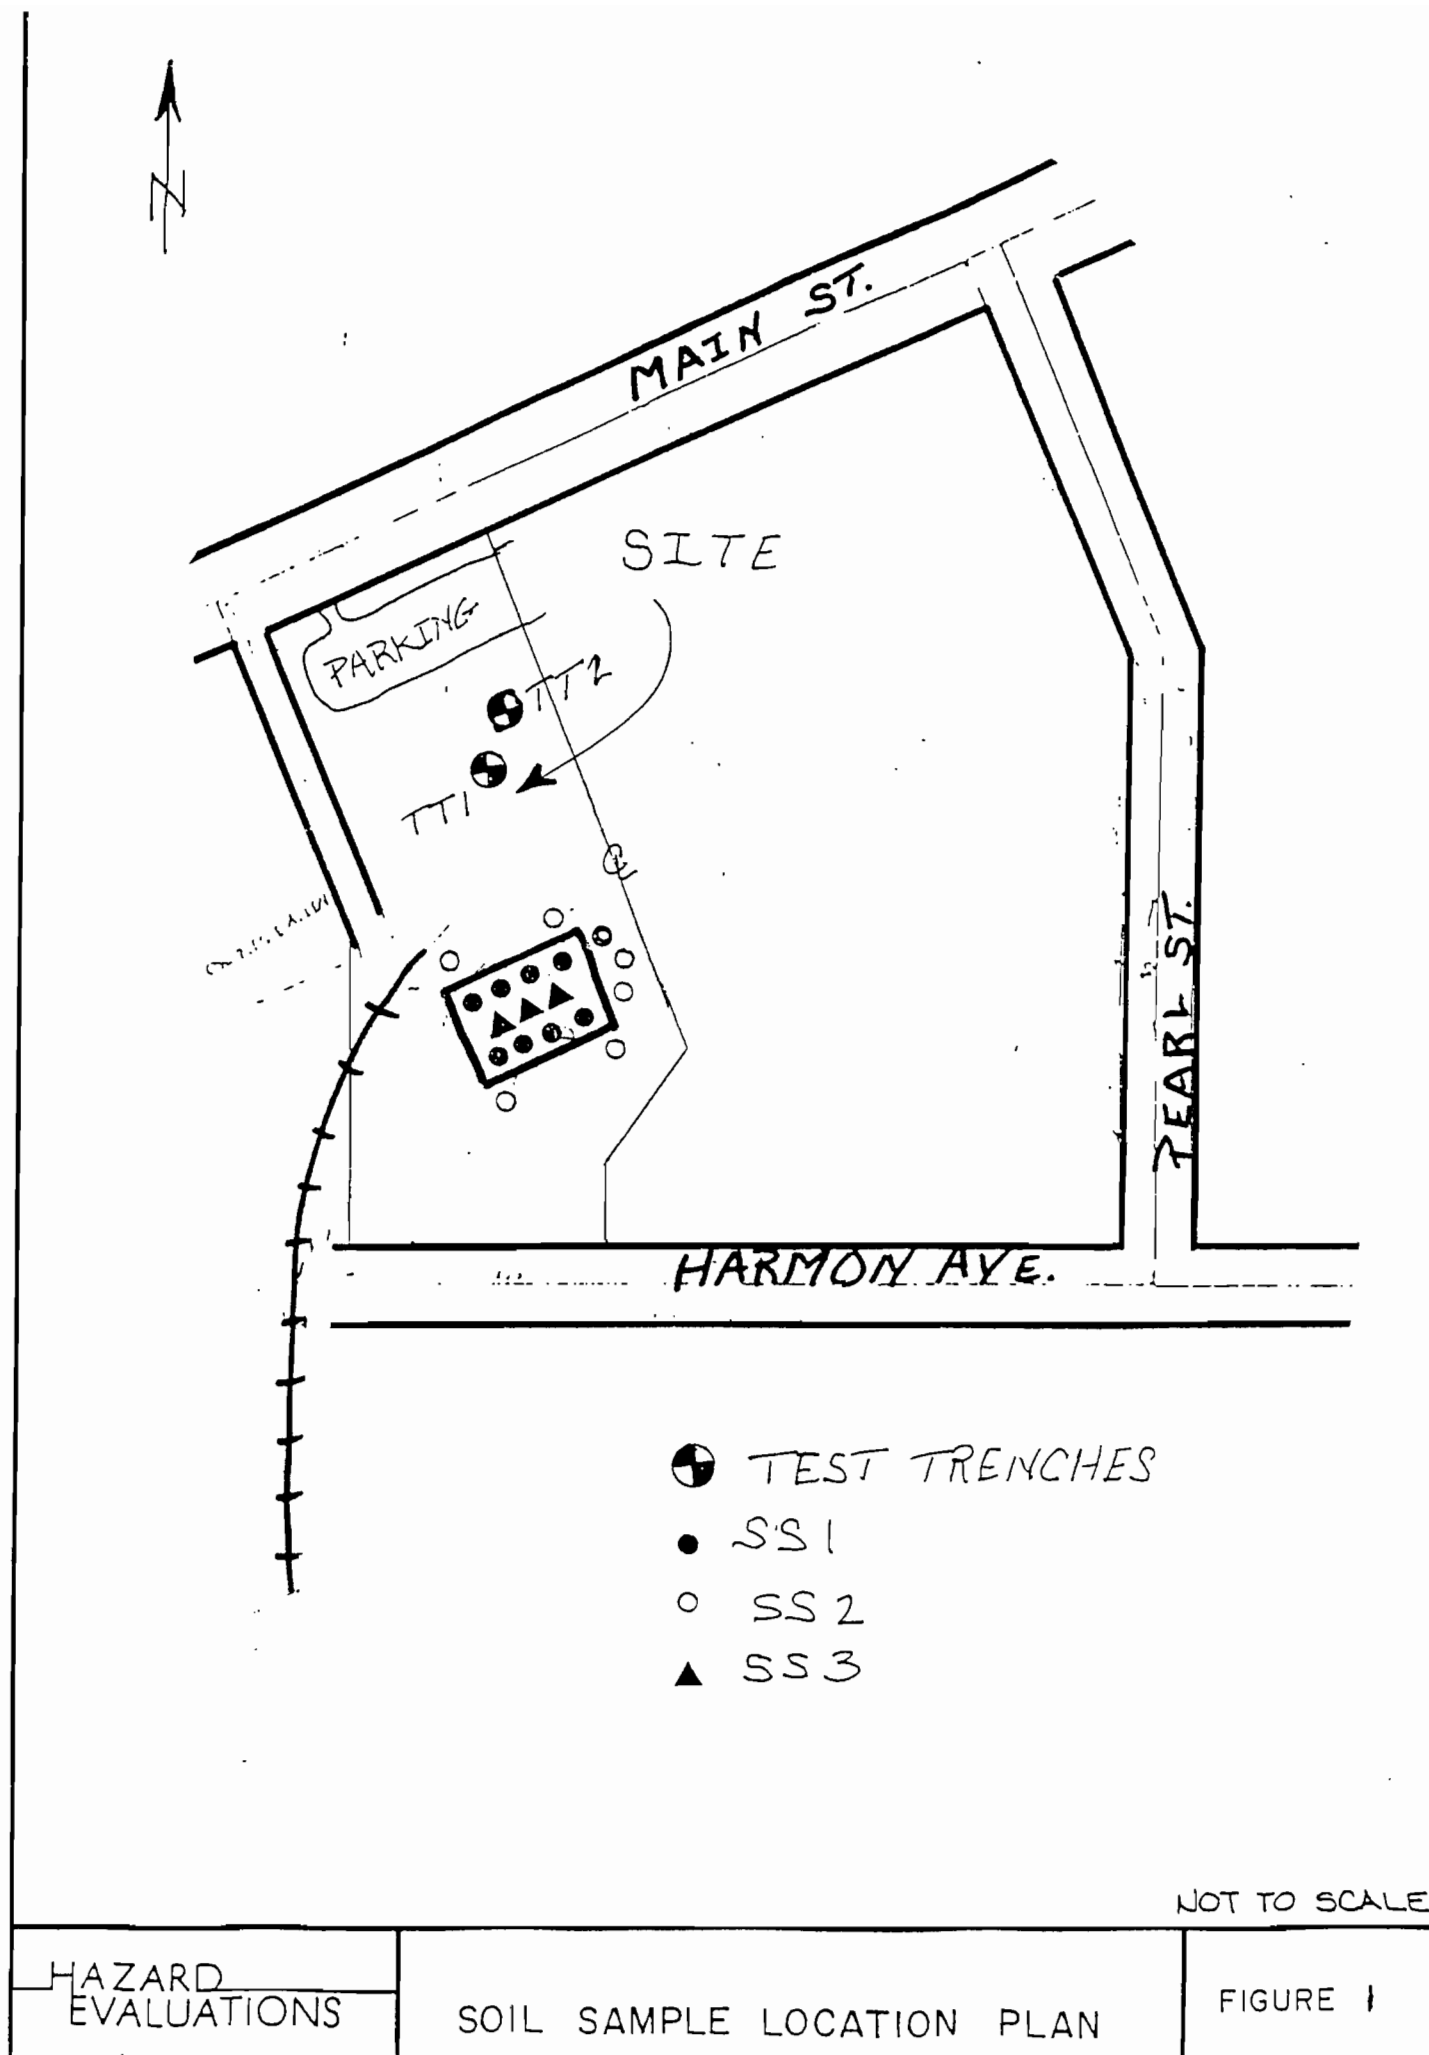 N
MAIN ST.
SITE
PARKING
TT2
TT1
℄
PEARL ST.
HARMON AVE.
TEST TRENCHES
SS1
SS2
SS3
NOT TO SCALE
HAZARD
EVALUATIONS
SOIL SAMPLE LOCATION PLAN
FIGURE 1